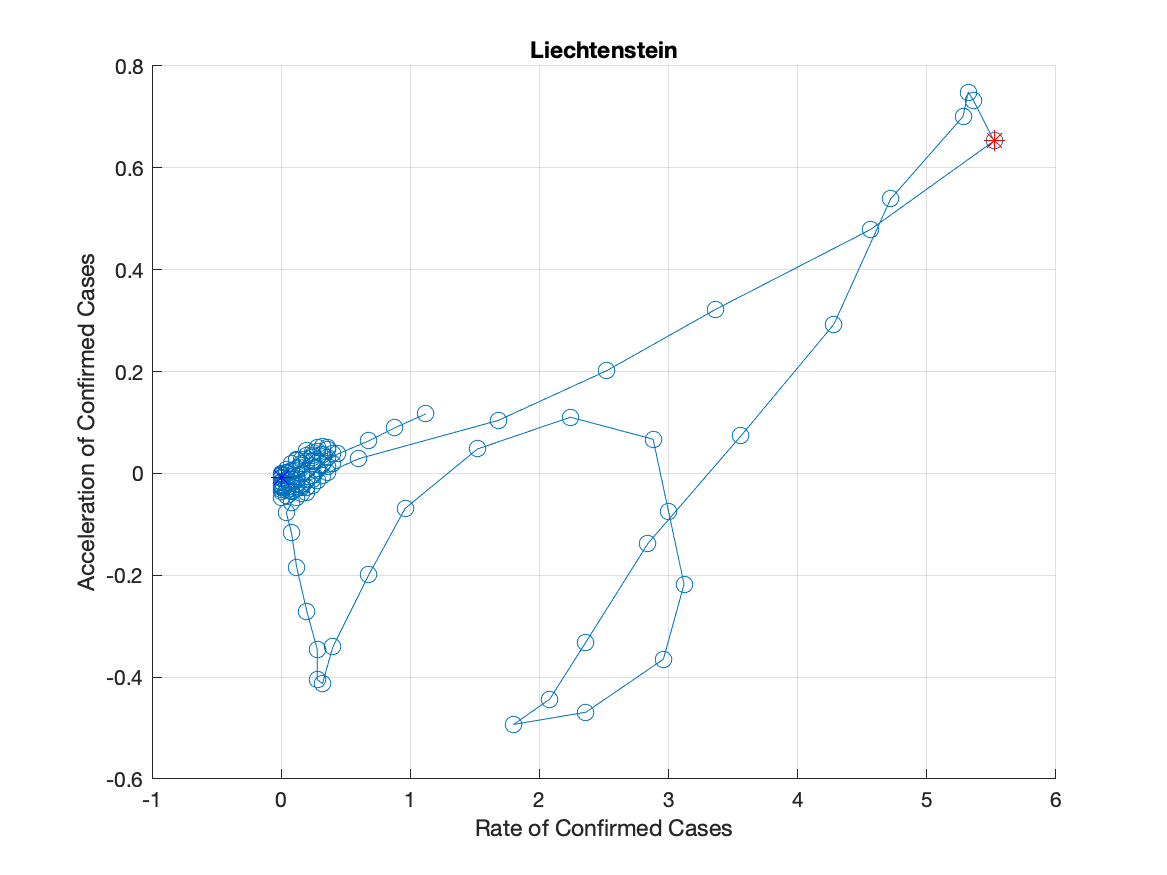 Liechtenstein
0.8
0.6
0.4
0.2
0
-0.2
-0.4
-0.6
Acceleration of Confirmed Cases
-1 0 1 2 3 4 5 6
Rate of Confirmed Cases